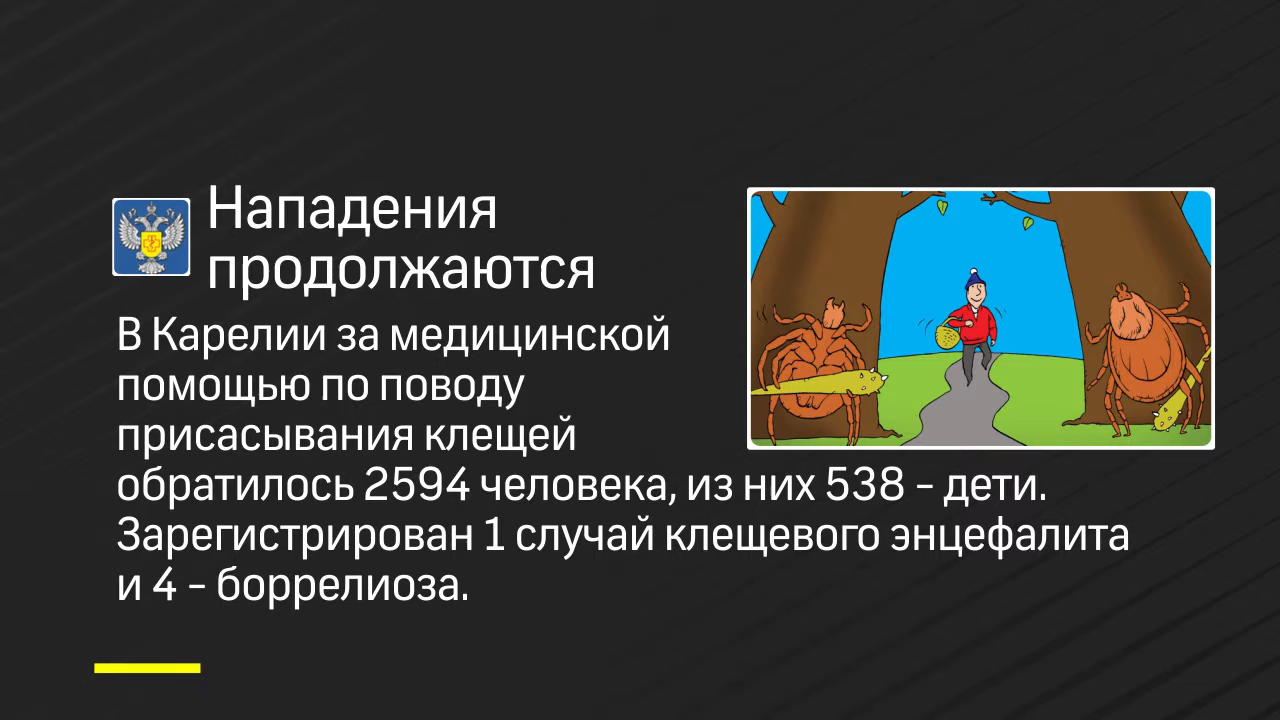 Нападения
продолжаются
В Карелии за медицинской
помощью по поводу
присасывания клещей
обратилось 2594 человека, из них 538 – дети.
Зарегистрирован 1 случай клещевого энцефалита
и 4 – боррелиоза.